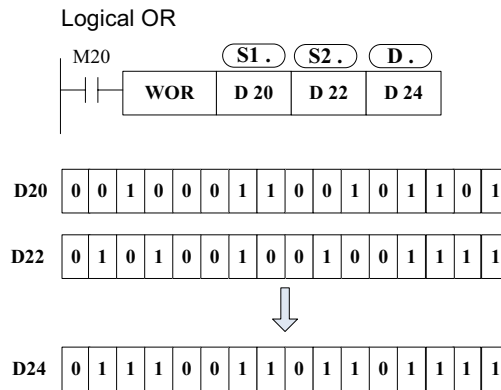 Logical OR
M20 S1 . S2 . D .
WOR D 20 D 22 D 24
D20 0 0 1 0 0 0 1 1 0 0 1 0 1 1 0 1
D22 0 1 0 1 0 0 1 0 0 1 0 0 1 1 1 1
D24 0 1 1 1 0 0 1 1 0 1 1 0 1 1 1 1